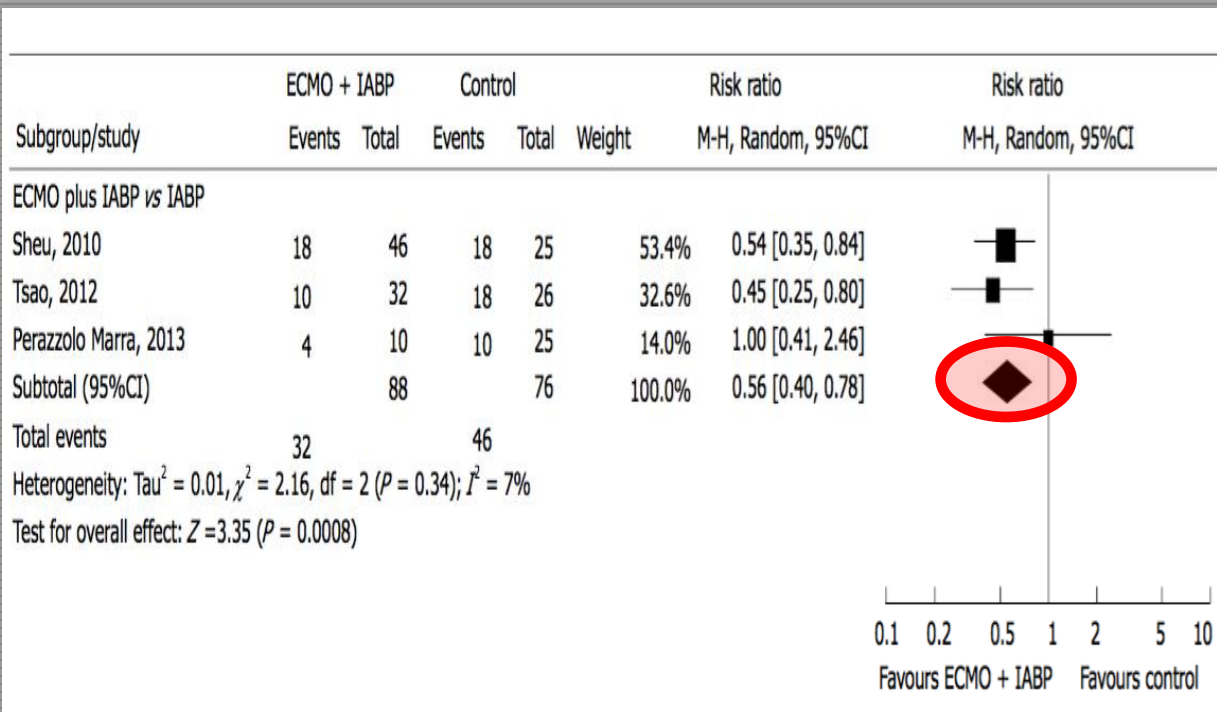 ECMO + IABP Control Risk ratio Risk ratio
Subgroup/study Events Total Events Total Weight M-H, Random, 95%CI M-H, Random, 95%CI
ECMO plus IABP vs IABP
Sheu, 2010 18 46 18 25 53.4% 0.54 [0.35, 0.84]
Tsao, 2012 10 32 18 26 32.6% 0.45 [0.25, 0.80]
Perazzolo Marra, 2013 4 10 10 25 14.0% 1.00 [0.41, 2.46]
Subtotal (95%CI) 88 76 100.0% 0.56 [0.40, 0.78]
Total events 32 46
Heterogeneity: Tau² = 0.01, χ² = 2.16, df = 2 (P = 0.34); I² = 7%
Test for overall effect: Z =3.35 (P = 0.0008)
0.1 0.2 0.5 1 2 5 10
Favours ECMO + IABP Favours control